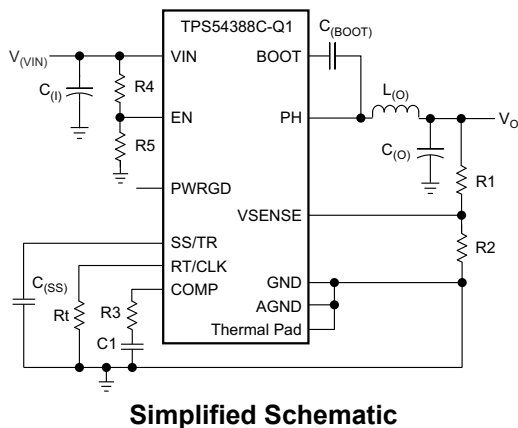 TPS54388C-Q1
C(BOOT)
V(VIN)
VIN
BOOT
C(I)
R4
L(O)
EN
PH
VO
R5
C(O)
R1
PWRGD
VSENSE
R2
SS/TR
C(SS)
RT/CLK
GND
COMP
Rt
R3
AGND
C1
Thermal Pad
Simplified Schematic